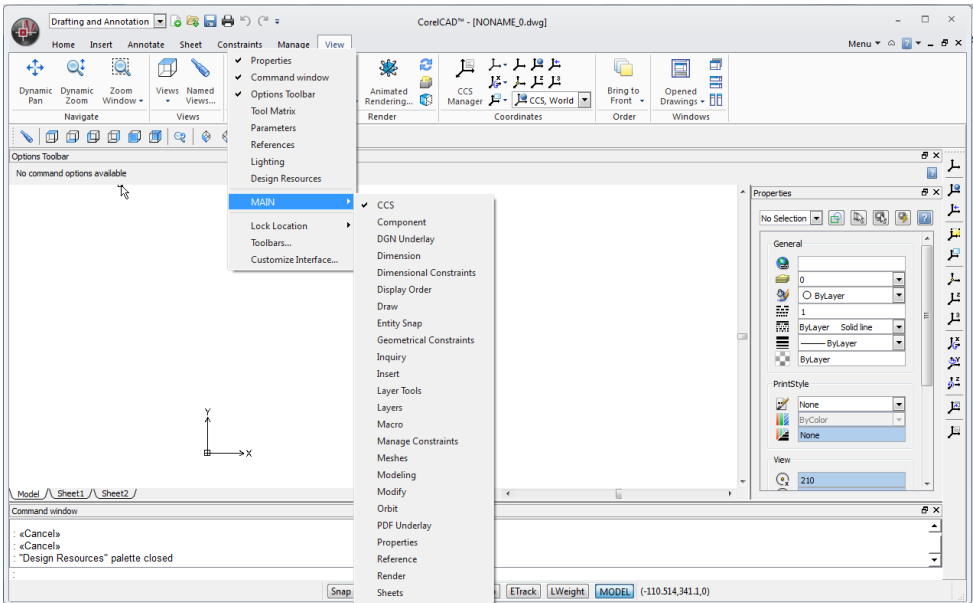 Drafting and Annotation
CorelCAD™ - [NONAME_0.dwg]
Home Insert Annotate Sheet Constraints Manage View
Menu
Dynamic Pan
Dynamic Zoom
Zoom Window
Navigate
Views
Named Views...
Views
Animated Rendering...
Render
CCS Manager
CCS, World
Coordinates
Bring to Front
Order
Opened Drawings
Windows
Properties
Command window
Options Toolbar
Tool Matrix
Parameters
References
Lighting
Design Resources
MAIN
Lock Location
Toolbars...
Customize Interface...
CCS
Component
DGN Underlay
Dimension
Dimensional Constraints
Display Order
Draw
Entity Snap
Geometrical Constraints
Inquiry
Insert
Layer Tools
Layers
Macro
Manage Constraints
Meshes
Modeling
Modify
Orbit
PDF Underlay
Properties
Reference
Render
Sheets
Options Toolbar
No command options available
Properties
No Selection
General
0
ByLayer
1
ByLayer Solid line
ByLayer
ByLayer
PrintStyle
None
ByColor
None
View
210
Y
X
Model Sheet1 Sheet2
Command window
: «Cancel»
: «Cancel»
: "Design Resources" palette closed
:
Snap ETrack LWeight MODEL (-110.514,341.1,0)